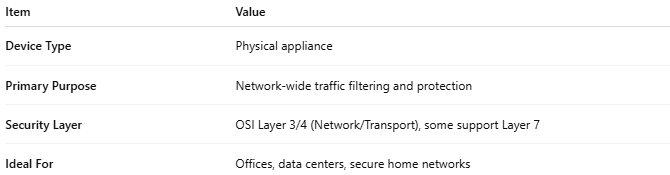 Item Value
Device Type Physical appliance
Primary Purpose Network-wide traffic filtering and protection
Security Layer OSI Layer 3/4 (Network/Transport), some support Layer 7
Ideal For Offices, data centers, secure home networks